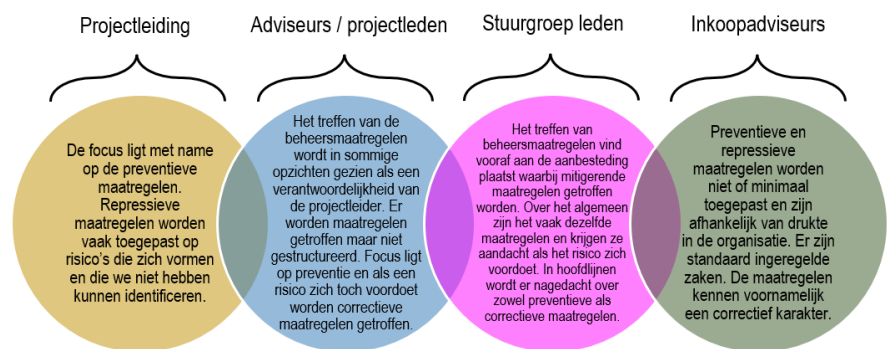 Projectleiding
Adviseurs / projectleden
Stuurgroep leden
Inkoopadviseurs
De focus ligt met name
op de preventieve
maatregelen.
Repressieve
maatregelen worden
vaak toegepast op
risico's die zich vormen
en die we niet hebben
kunnen identificeren.
Het treffen van de
beheersmaatregelen
wordt in sommige
opzichten gezien als een
verantwoordelijkheid van
de projectleider. Er
worden maatregelen
getroffen maar niet
gestructureerd. Focus ligt
op preventie en als een
risico zich toch voordoet
worden correctieve
maatregelen getroffen.
Het treffen van
beheersmaatregelen vind
vooraf aan de aanbesteding
plaatst waarbij mitigerende
maatregelen getroffen
worden. Over het algemeen
zijn het vaak dezelfde
maatregelen en krijgen ze
aandacht als het risico zich
voordoet. In hoofdlijnen
wordt er nagedacht over
zowel preventieve als
correctieve maatregelen.
Preventieve en
repressieve
maatregelen worden
niet of minimaal
toegepast en zijn
afhankelijk van drukte
in de organisatie. Er zijn
standaard ingeregelde
zaken. De maatregelen
kennen voornamelijk
een correctief karakter.